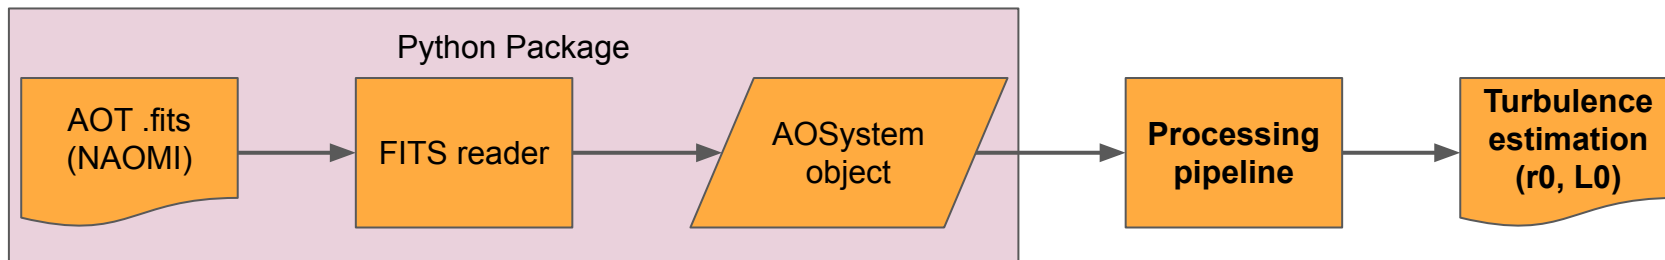 Python Package
AOT .fits
(NAOMI)
FITS reader
AOSystem
object
Processing
pipeline
Turbulence
estimation
(r0, L0)